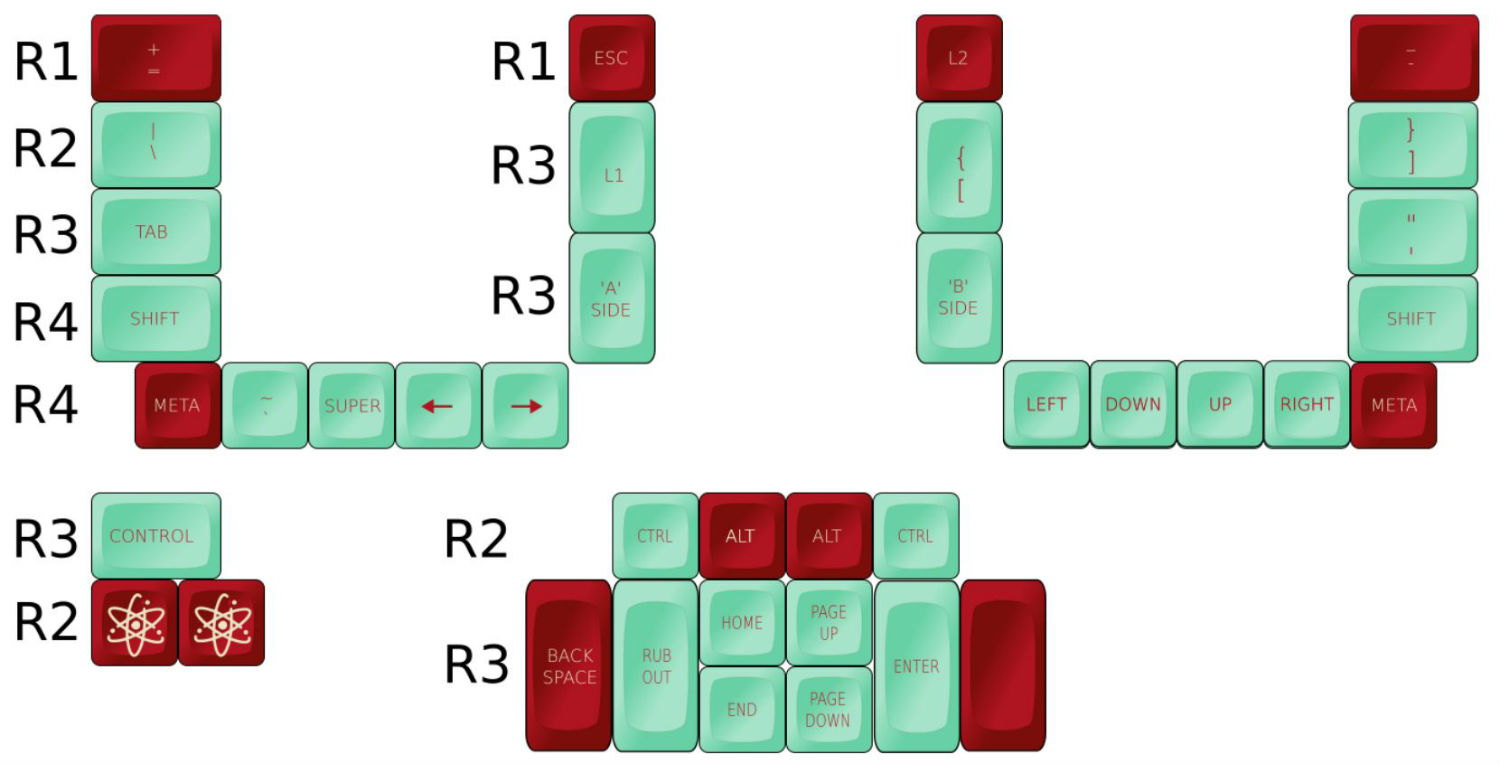 R1
+
=
R1
ESC
L2
_
-
R2
|
\
R3
L1
{
[
}
]
R3
TAB
"
'
R4
SHIFT
R3
'A'
SIDE
'B'
SIDE
SHIFT
R4
META
~
`
SUPER
← →
LEFT DOWN UP RIGHT META
R3
CONTROL
R2
CTRL ALT ALT CTRL
R2
R3
BACK
SPACE
RUB
OUT
HOME
PAGE
UP
END
PAGE
DOWN
ENTER